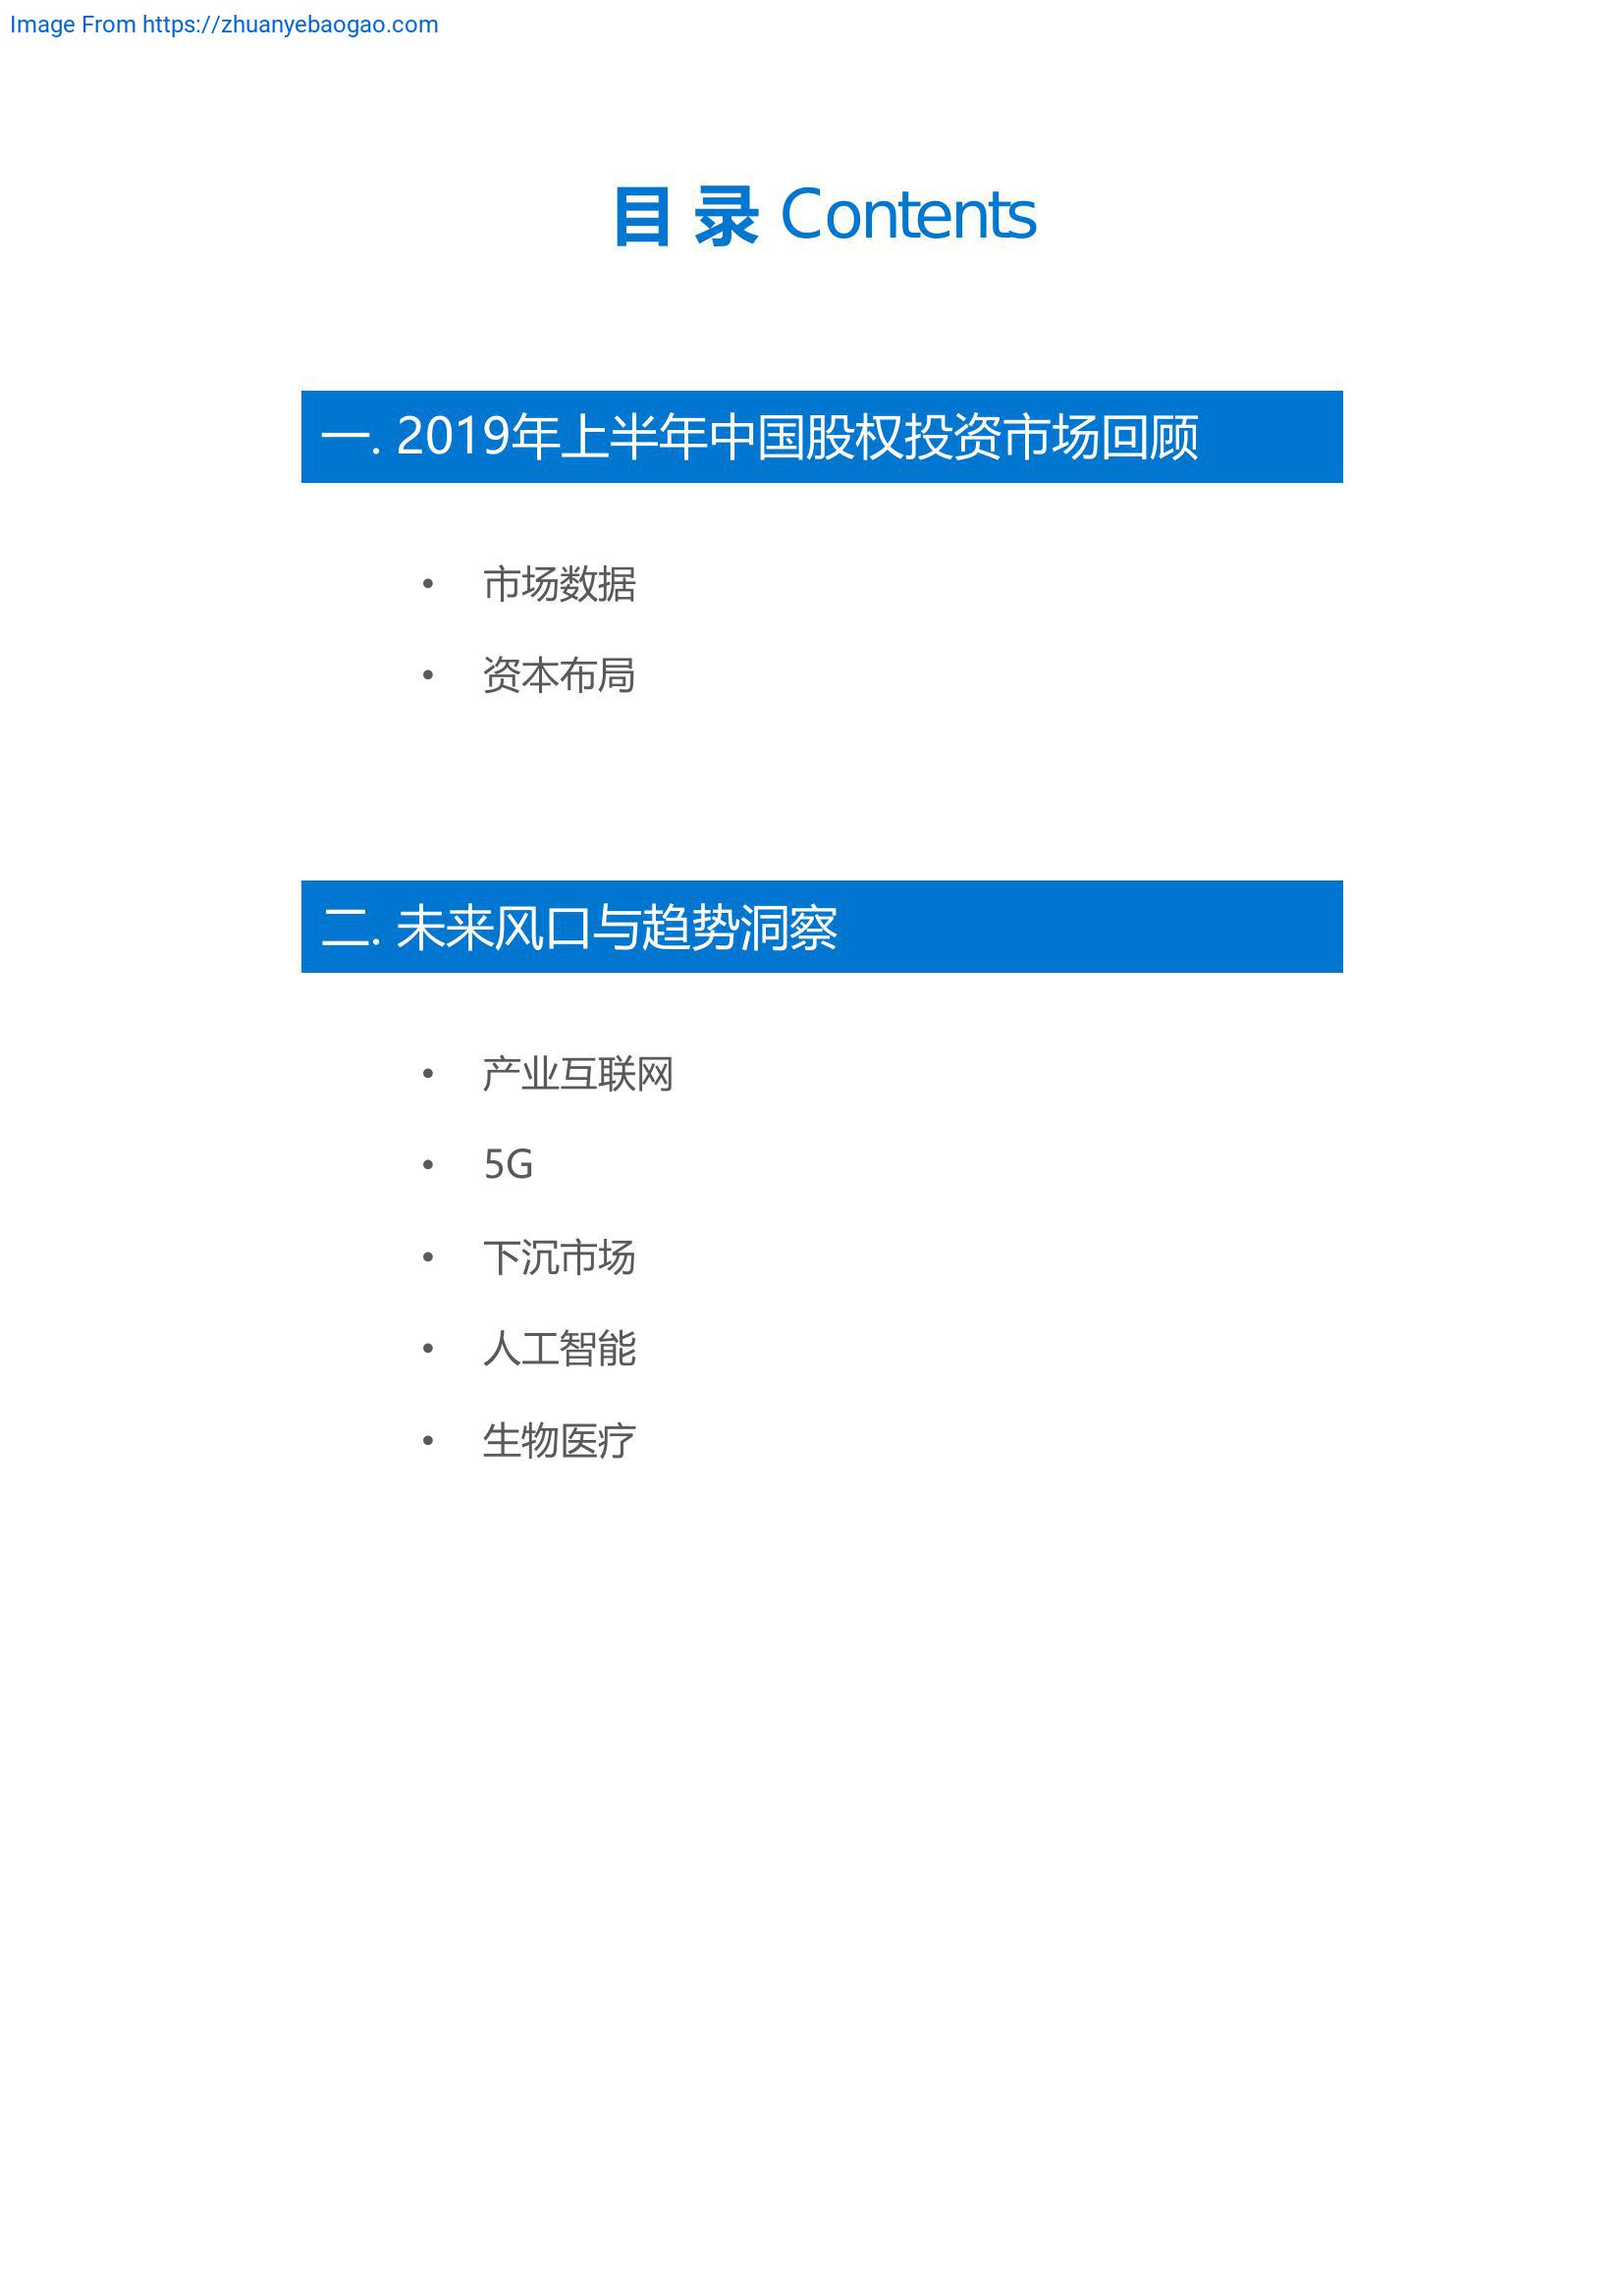 Image From https://zhuanyebaogao.com
目 录 Contents
一. 2019年上半年中国股权投资市场回顾
• 市场数据
• 资本布局
二. 未来风口与趋势洞察
• 产业互联网
• 5G
• 下沉市场
• 人工智能
• 生物医疗